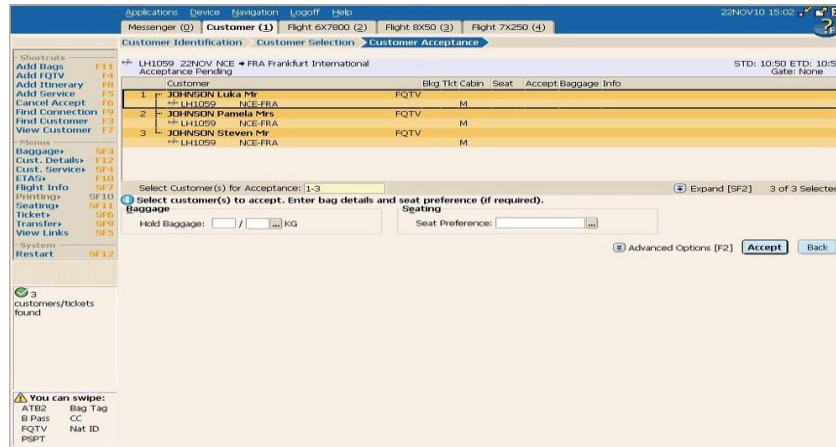 Applications Device Navigation Logoff Help 22NOV10 15:02
Messenger (0) Customer (1) Flight 6X7800 (2) Flight 8X50 (3) Flight 7X250 (4)
Customer Identification Customer Selection Customer Acceptance
Shortcuts
Add Bags F11
Add FQTV F4
Add Itinerary F8
Add Service F5
Cancel Accept F6
Find Connection F9
Find Customer F3
View Customer F7
Menus
Baggage SF3
Cust. Details F12
Cust. Service SF4
ETAS F10
Flight Info SF7
Printing SF10
Seating SF11
Ticket SF6
Transfer SF9
View Links SF5
System
Restart SF12
3
customers/tickets
found
You can swipe:
ATB2 Bag Tag
B Pass CC
FQTV Nat ID
PSPT
LH1059 22NOV NCE FRA Frankfurt International STD: 10:50 ETD: 10:5
Acceptance Pending Gate: None
Customer Bkg Tkt Cabin Seat Accept Baggage Info
1 JOHNSON Luka Mr FQTV
LH1059 NCE-FRA M
2 JOHNSON Pamela Mrs FQTV
LH1059 NCE-FRA M
3 JOHNSON Steven Mr FQTV
LH1059 NCE-FRA M
Select Customer(s) for Acceptance: 1-3 Expand [SF2] 3 of 3 Selected
Select customer(s) to accept. Enter bag details and seat preference (if required).
Baggage Seating
Hold Baggage: / ... KG Seat Preference: ...
Advanced Options [F2] Accept Back